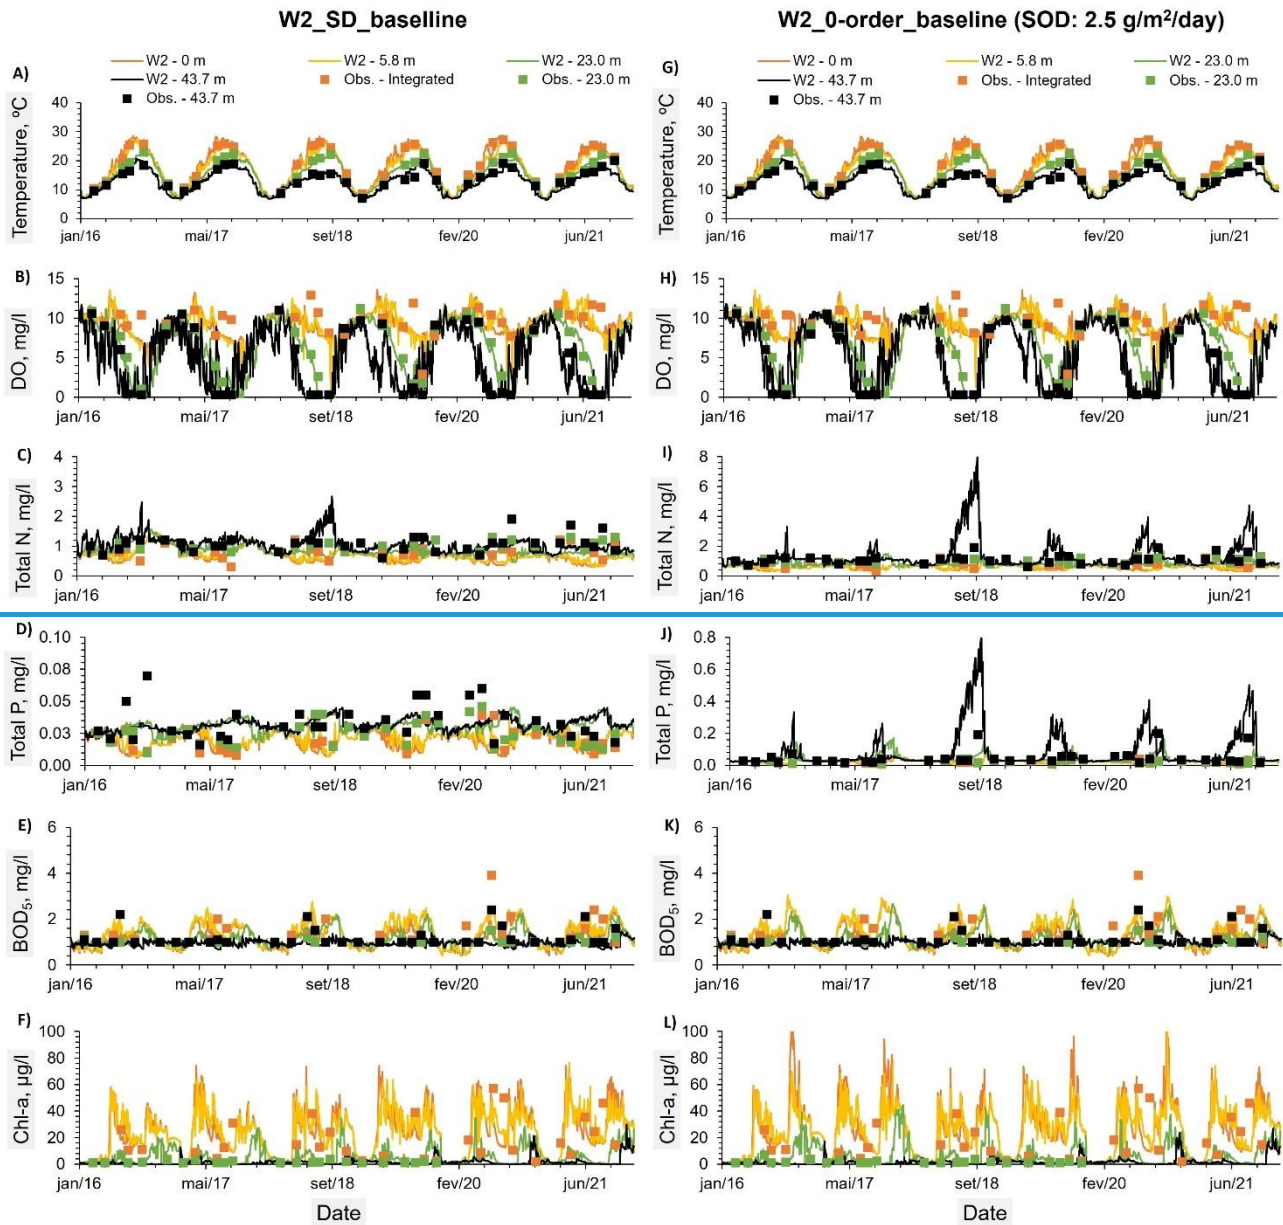 W2_SD_baselline
W2_0-order_baseline (SOD: 2.5 g/m²/day)
A)
W2 - 0 m
W2 - 5.8 m
W2 - 23.0 m
W2 - 43.7 m
Obs. - Integrated
Obs. - 23.0 m
Obs. - 43.7 m
Temperature, ºC
40
30
20
10
0
jan/16 mai/17 set/18 fev/20 jun/21
B)
DO, mg/l
15
10
5
0
jan/16 mai/17 set/18 fev/20 jun/21
C)
Total N, mg/l
4
3
2
1
0
jan/16 mai/17 set/18 fev/20 jun/21
D)
Total P, mg/l
0.10
0.08
0.05
0.03
0.00
jan/16 mai/17 set/18 fev/20 jun/21
E)
BOD₅, mg/l
6
4
2
0
jan/16 mai/17 set/18 fev/20 jun/21
F)
Chl-a, µg/l
100
80
60
40
20
0
jan/16 mai/17 set/18 fev/20 jun/21
Date
G)
W2 - 0 m
W2 - 5.8 m
W2 - 23.0 m
W2 - 43.7 m
Obs. - Integrated
Obs. - 23.0 m
Obs. - 43.7 m
Temperature, ºC
40
30
20
10
0
jan/16 mai/17 set/18 fev/20 jun/21
H)
DO, mg/l
15
10
5
0
jan/16 mai/17 set/18 fev/20 jun/21
I)
Total N, mg/l
8
6
4
2
0
jan/16 mai/17 set/18 fev/20 jun/21
J)
Total P, mg/l
0.8
0.6
0.4
0.2
0.0
jan/16 mai/17 set/18 fev/20 jun/21
K)
BOD₅, mg/l
6
4
2
0
jan/16 mai/17 set/18 fev/20 jun/21
L)
Chl-a, µg/l
100
80
60
40
20
0
jan/16 mai/17 set/18 fev/20 jun/21
Date